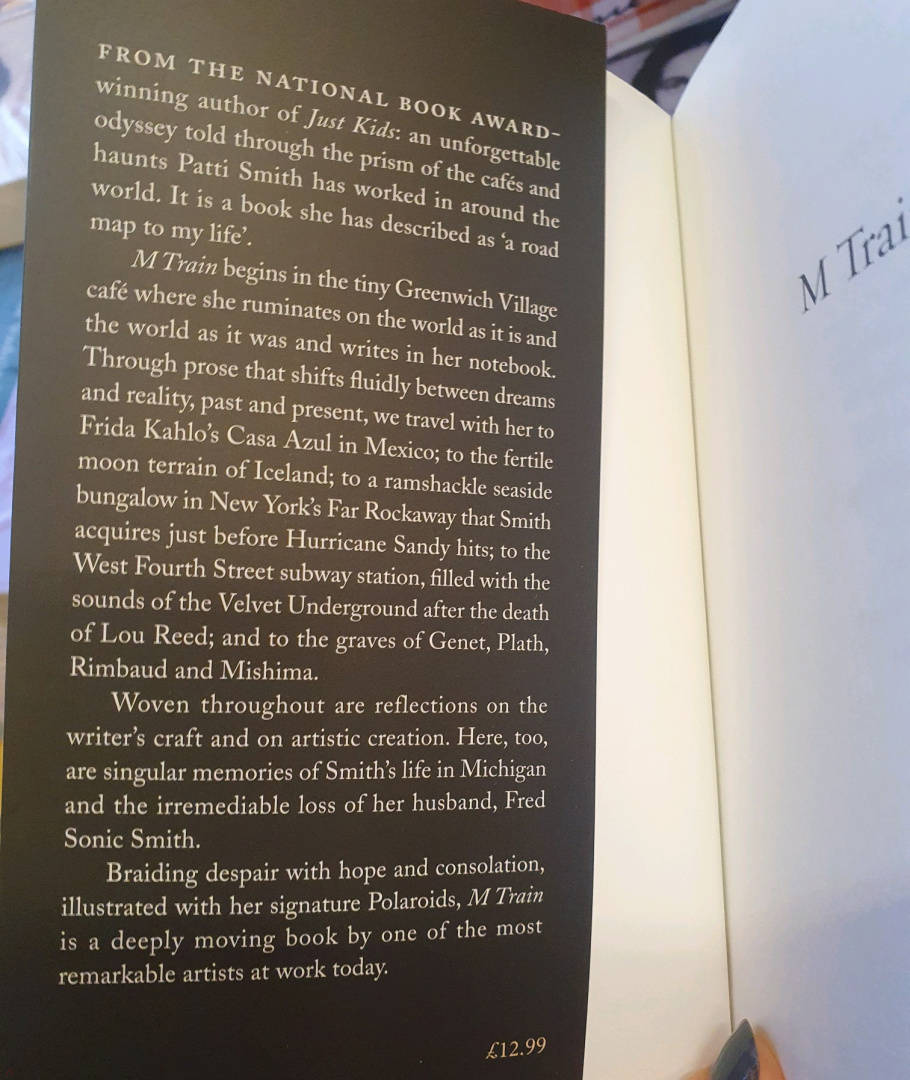 FROM THE NATIONAL BOOK AWARD–
winning author of Just Kids: an unforgettable
odyssey told through the prism of the cafés and
haunts Patti Smith has worked in around the
world. It is a book she has described as ‘a road
map to my life’.
M Train begins in the tiny Greenwich Village
café where she ruminates on the world as it is and
the world as it was and writes in her notebook.
Through prose that shifts fluidly between dreams
and reality, past and present, we travel with her to
Frida Kahlo’s Casa Azul in Mexico; to the fertile
moon terrain of Iceland; to a ramshackle seaside
bungalow in New York’s Far Rockaway that Smith
acquires just before Hurricane Sandy hits; to the
West Fourth Street subway station, filled with the
sounds of the Velvet Underground after the death
of Lou Reed; and to the graves of Genet, Plath,
Rimbaud and Mishima.
Woven throughout are reflections on the
writer’s craft and on artistic creation. Here, too,
are singular memories of Smith’s life in Michigan
and the irremediable loss of her husband, Fred
Sonic Smith.
Braiding despair with hope and consolation,
illustrated with her signature Polaroids, M Train
is a deeply moving book by one of the most
remarkable artists at work today.
£12.99
M Trai